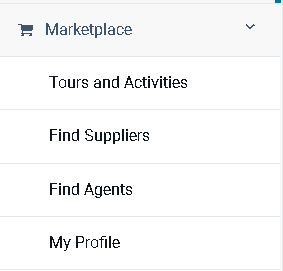 Marketplace
Tours and Activities
Find Suppliers
Find Agents
My Profile